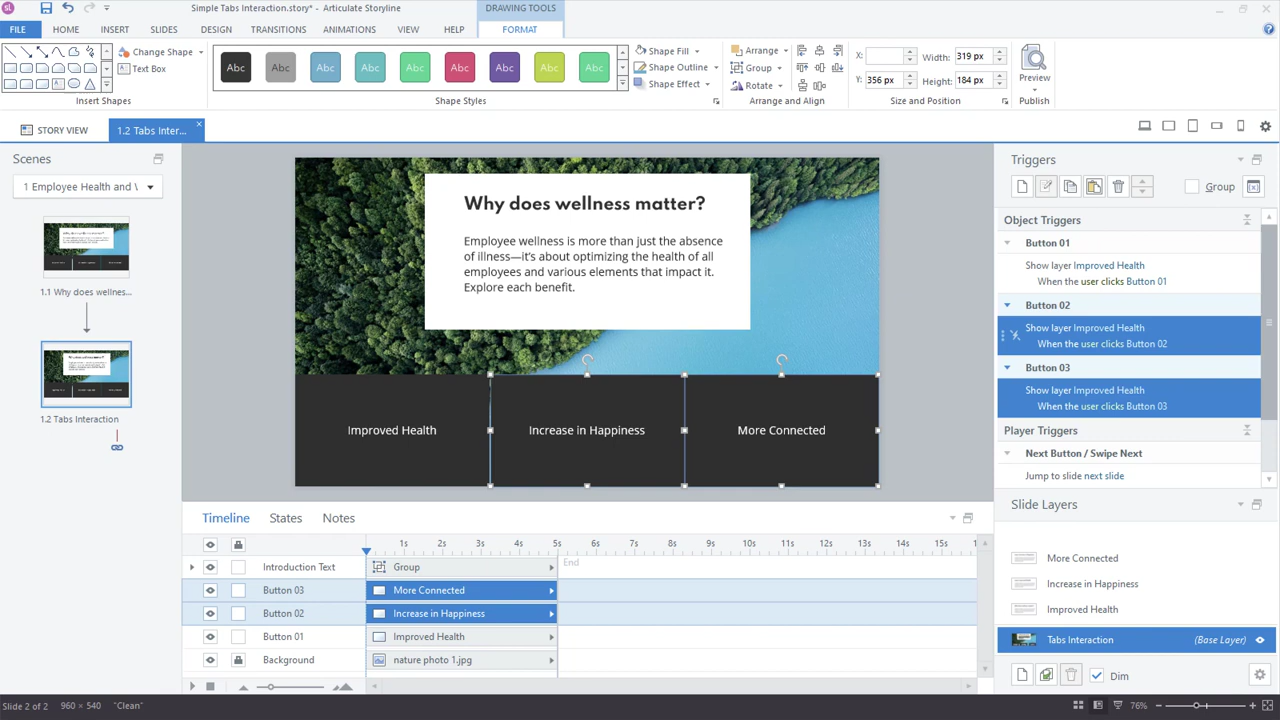 Simple Tabs Interaction.story* - Articulate Storyline
DRAWING TOOLS
FILE
HOME
INSERT
SLIDES
DESIGN
TRANSITIONS
ANIMATIONS
VIEW
HELP
FORMAT
Change Shape
Text Box
Insert Shapes
Abc Abc Abc Abc Abc Abc Abc Abc Abc
Shape Styles
Shape Fill
Shape Outline
Shape Effect
Arrange
Group
Rotate
Arrange and Align
X:
Y: 356 px
Width: 319 px
Height: 184 px
Size and Position
Preview
Publish
STORY VIEW
1.2 Tabs Inter...
Scenes
1 Employee Health and \
1.1 Why does wellnes...
1.2 Tabs Interaction
Why does wellness matter?
Employee wellness is more than just the absence
of illness—it's about optimizing the health of all
employees and various elements that impact it.
Explore each benefit.
Improved Health
Increase in Happiness
More Connected
Timeline
States
Notes
1s 2s 3s 4s 5s 6s 7s 8s 9s 10s 11s 12s 13s 14s 15s
Introduction Text
Group
End
Button 03
More Connected
Button 02
Increase in Happiness
Button 01
Improved Health
Background
nature photo 1.jpg
Triggers
Group
Object Triggers
Button 01
Show layer Improved Health
When the user clicks Button 01
Button 02
Show layer Improved Health
When the user clicks Button 02
Button 03
Show layer Improved Health
When the user clicks Button 03
Player Triggers
Next Button / Swipe Next
Jump to slide next slide
Slide Layers
More Connected
Increase in Happiness
Improved Health
Tabs Interaction (Base Layer)
Dim
Slide 2 of 2
960 × 540
"Clean"
76%